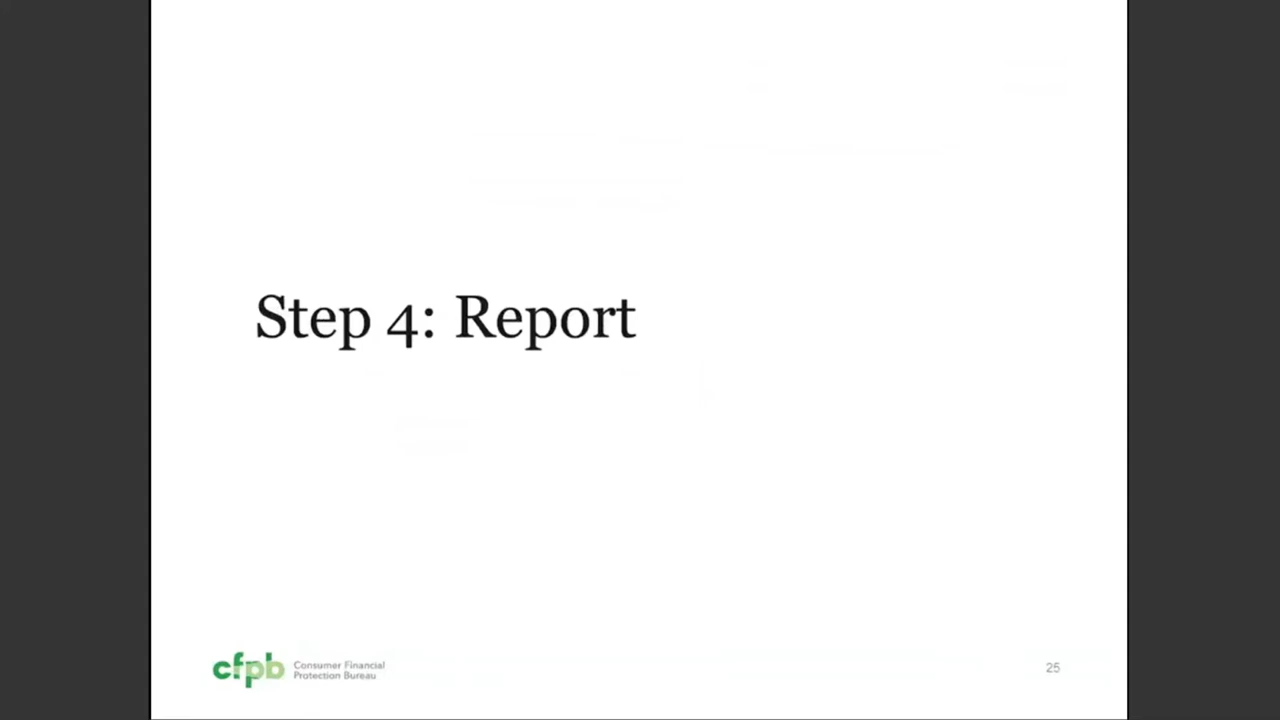 Step 4: Report
cfpb
Consumer Financial
Protection Bureau
25